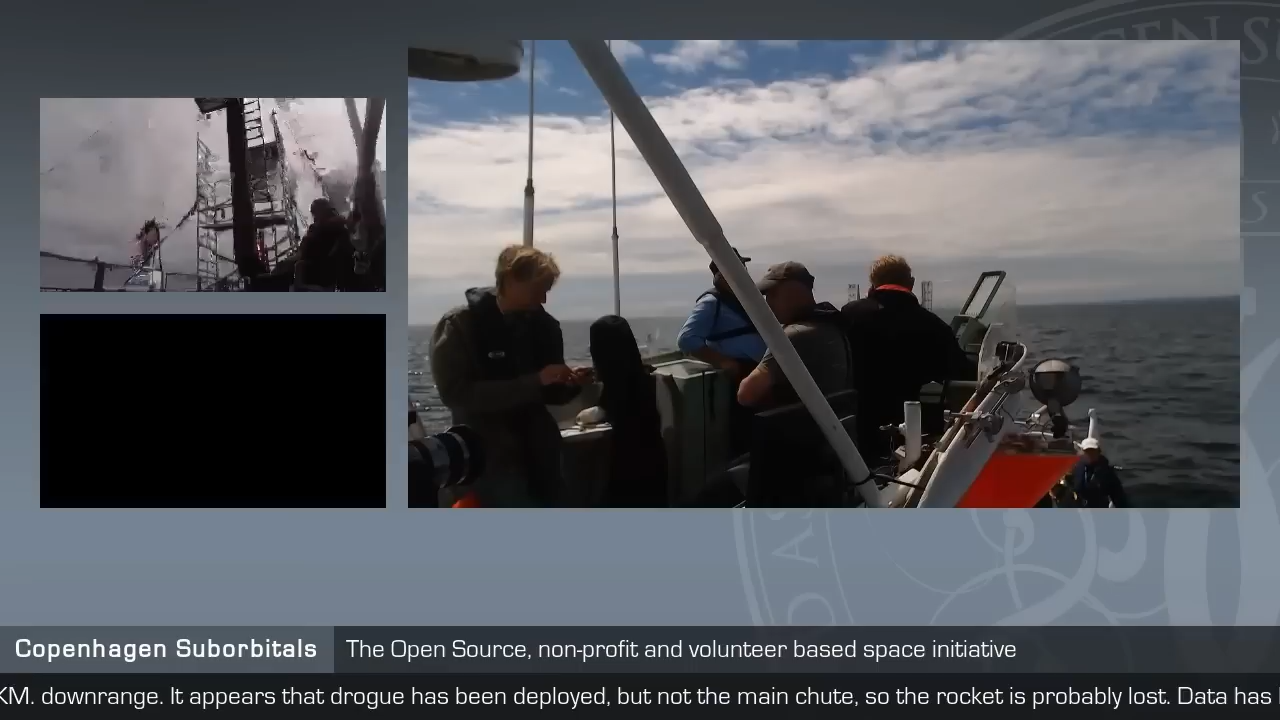 Copenhagen Suborbitals
The Open Source, non-profit and volunteer based space initiative
KM. downrange. It appears that drogue has been deployed, but not the main chute, so the rocket is probably lost. Data has